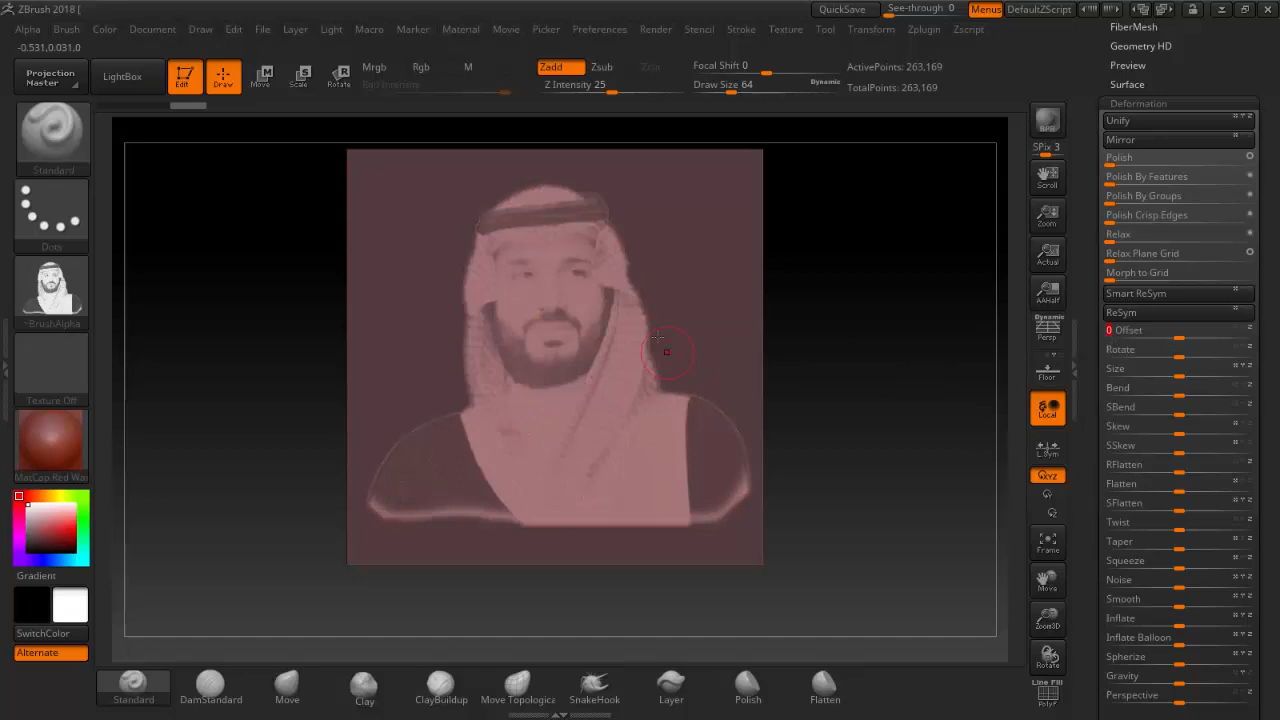 ZBrush 2018 [
QuickSave
See-through 0
Menus
DefaultZScript
Alpha Brush Color Document Draw Edit File Layer Light Macro Marker Material Movie Picker Preferences Render Stencil Stroke Texture Tool Transform Zplugin Zscript
-0.531,0.031,0
Projection Master
LightBox
Edit
Draw
Move
Scale
Rotate
Mrgb Rgb M
Rgb Intensity
Zadd Zsub Zcut
Z Intensity 25
Focal Shift 0
Draw Size 64
Dynamic
ActivePoints: 263,169
TotalPoints: 263,169
Standard
Dots
~BrushAlpha
Texture Off
MatCap Red Wax
Gradient
SwitchColor
Alternate
BPR
SPix 3
Scroll
Zoom
Actual
AAHalf
Dynamic
Persp
Floor
Local
L.Sym
XYZ
Frame
Move
Zoom3D
Rotate
Line Fill
PolyF
FiberMesh
Geometry HD
Preview
Surface
Deformation
Unify
Mirror
Polish
Polish By Features
Polish By Groups
Polish Crisp Edges
Relax
Relax Plane Grid
Morph to Grid
Smart ReSym
ReSym
0 Offset
Rotate
Size
Bend
SBend
Skew
SSkew
RFlatten
Flatten
SFlatten
Twist
Taper
Squeeze
Noise
Smooth
Inflate
Inflate Balloon
Spherize
Gravity
Perspective
Standard
DamStandard
Move
Clay
ClayBuildup
Move Topologica
SnakeHook
Layer
Polish
Flatten